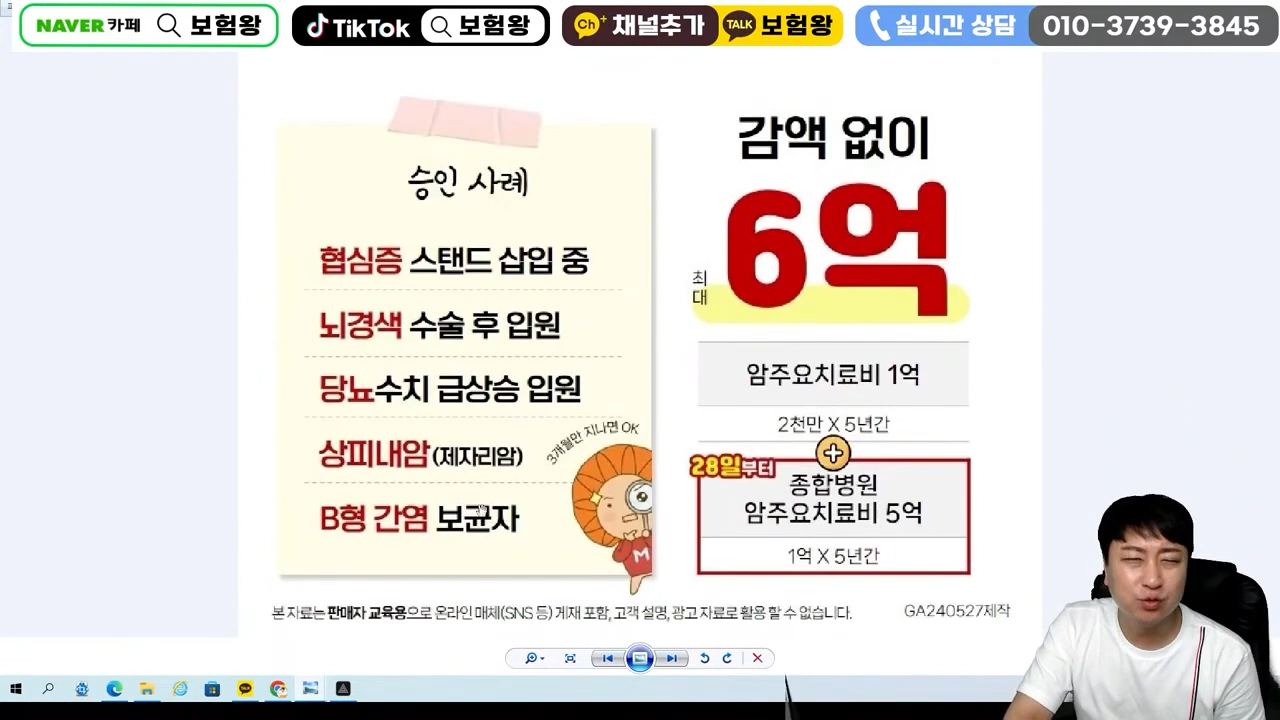 NAVER 카페 보험왕
TikTok 보험왕
Ch+ 채널추가 TALK 보험왕
실시간 상담 010-3739-3845
승인 사례
협심증 스탠드 삽입 중
뇌경색 수술 후 입원
당뇨수치 급상승 입원
상피내암(제자리암)
3개월만 지나면 OK
B형 간염 보균자
M
감액 없이
최대
6억
암주요치료비 1억
2천만 X 5년간
28일부터
종합병원
암주요치료비 5억
1억 X 5년간
본 자료는 판매자 교육용으로 온라인 매체(SNS 등) 게재 포함, 고객 설명, 광고 자료로 활용 할 수 없습니다.
GA240527제작